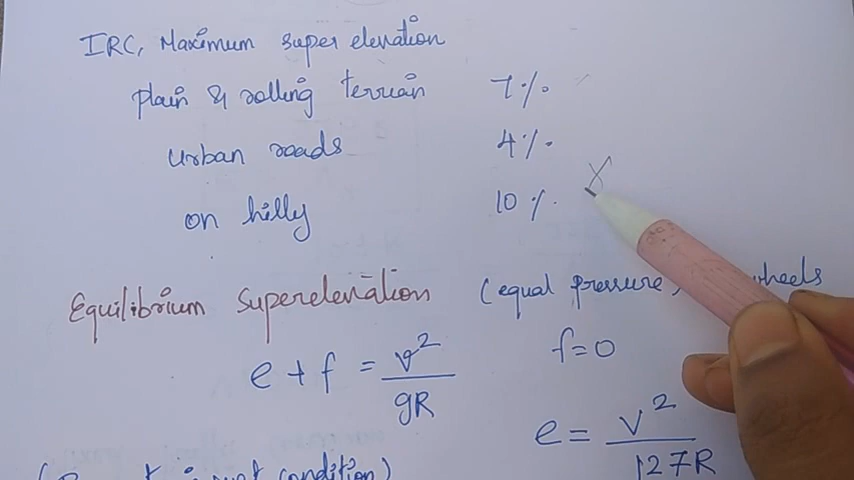 IRC, Maximum super elevation
plain & rolling terrian 7%
urban roads 4%
on hilly 10%
Equilibrium Superelevation (equal pressure, wheels
e + f = v²/gR
f=0
e = V²/127R
condition)